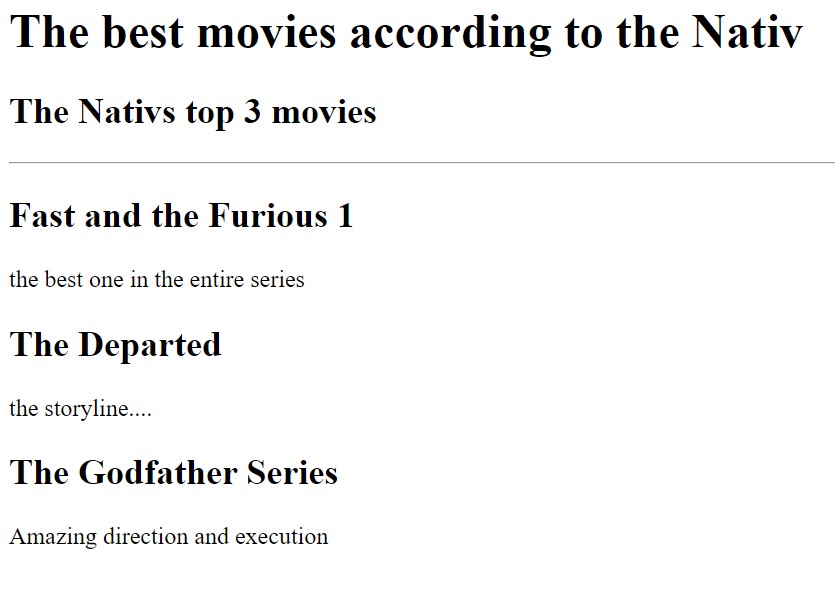 The best movies according to the Nativ
The Nativs top 3 movies
Fast and the Furious 1
the best one in the entire series
The Departed
the storyline....
The Godfather Series
Amazing direction and execution